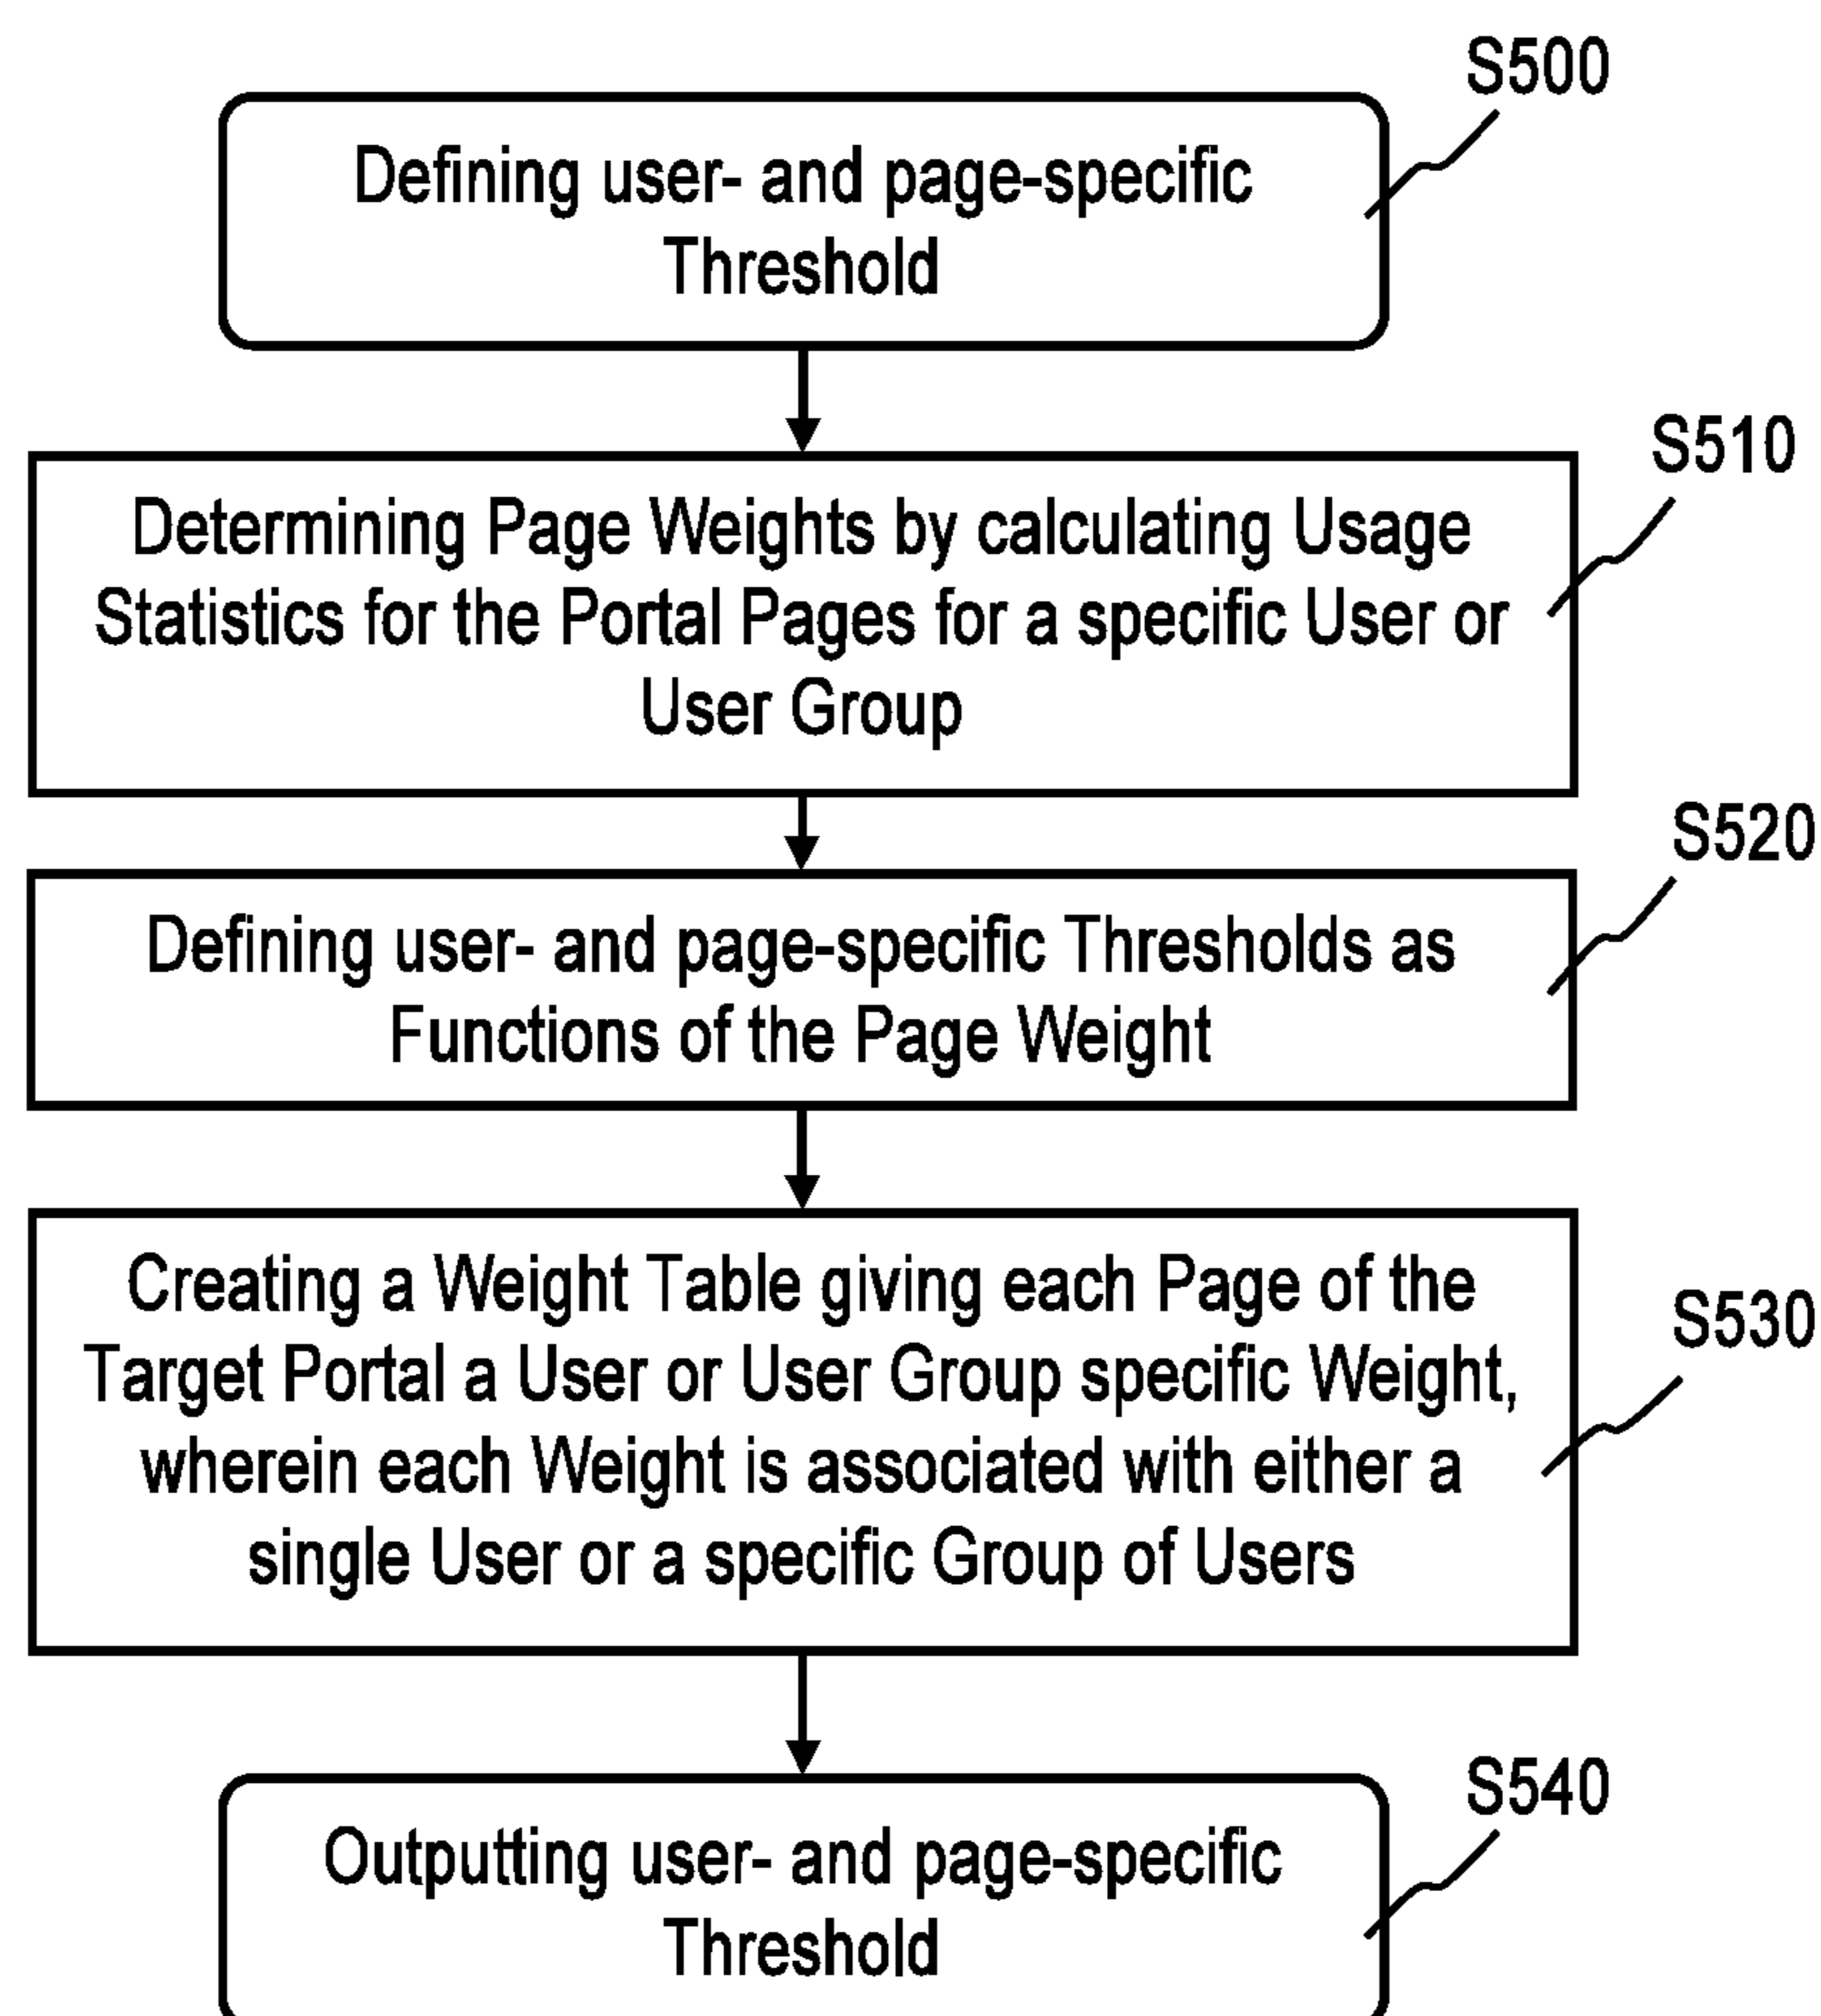 S500
Defining user- and page-specific
Threshold
S510
Determining Page Weights by calculating Usage
Statistics for the Portal Pages for a specific User or
User Group
S520
Defining user- and page-specific Thresholds as
Functions of the Page Weight
S530
Creating a Weight Table giving each Page of the
Target Portal a User or User Group specific Weight,
wherein each Weight is associated with either a
single User or a specific Group of Users
S540
Outputting user- and page-specific
Threshold